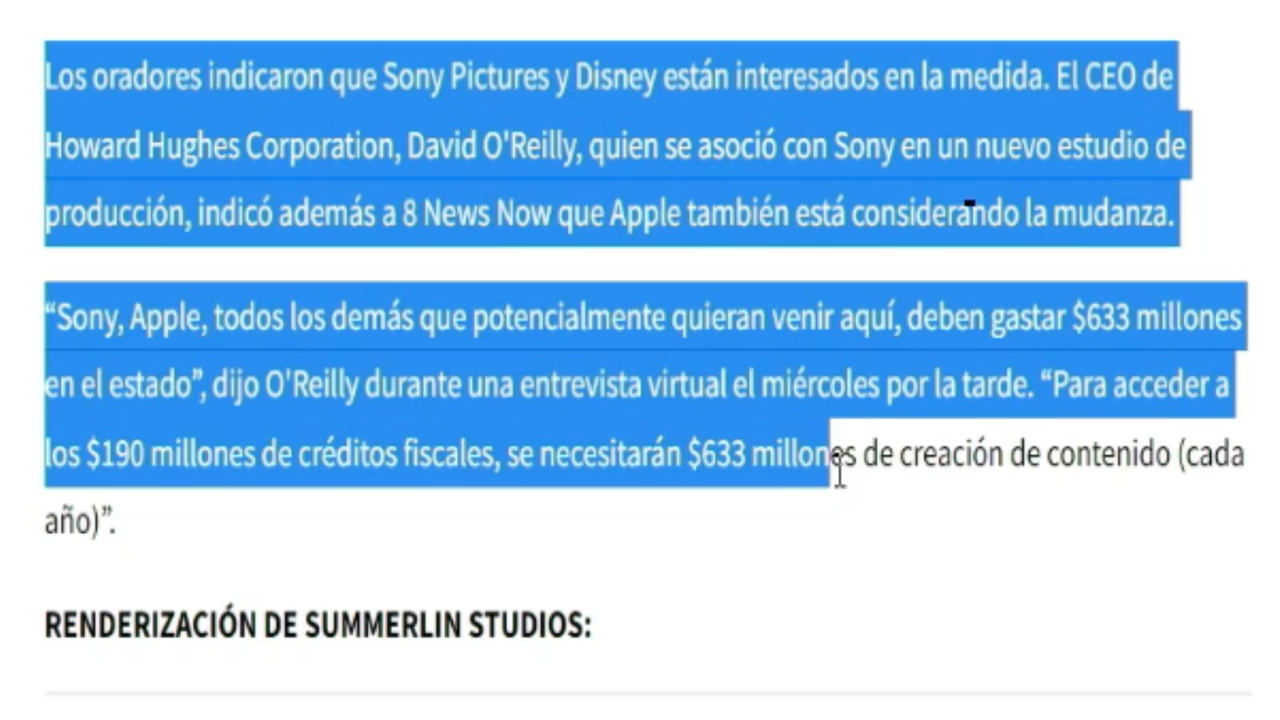 Los oradores indicaron que Sony Pictures y Disney están interesados en la medida. El CEO de
Howard Hughes Corporation, David O'Reilly, quien se asoció con Sony en un nuevo estudio de
producción, indicó además a 8 News Now que Apple también está considerando la mudanza.
“Sony, Apple, todos los demás que potencialmente quieran venir aquí, deben gastar $633 millones
en el estado”, dijo O'Reilly durante una entrevista virtual el miércoles por la tarde. “Para acceder a
los $190 millones de créditos fiscales, se necesitarán $633 millones de creación de contenido (cada
año)”.
RENDERIZACIÓN DE SUMMERLIN STUDIOS: